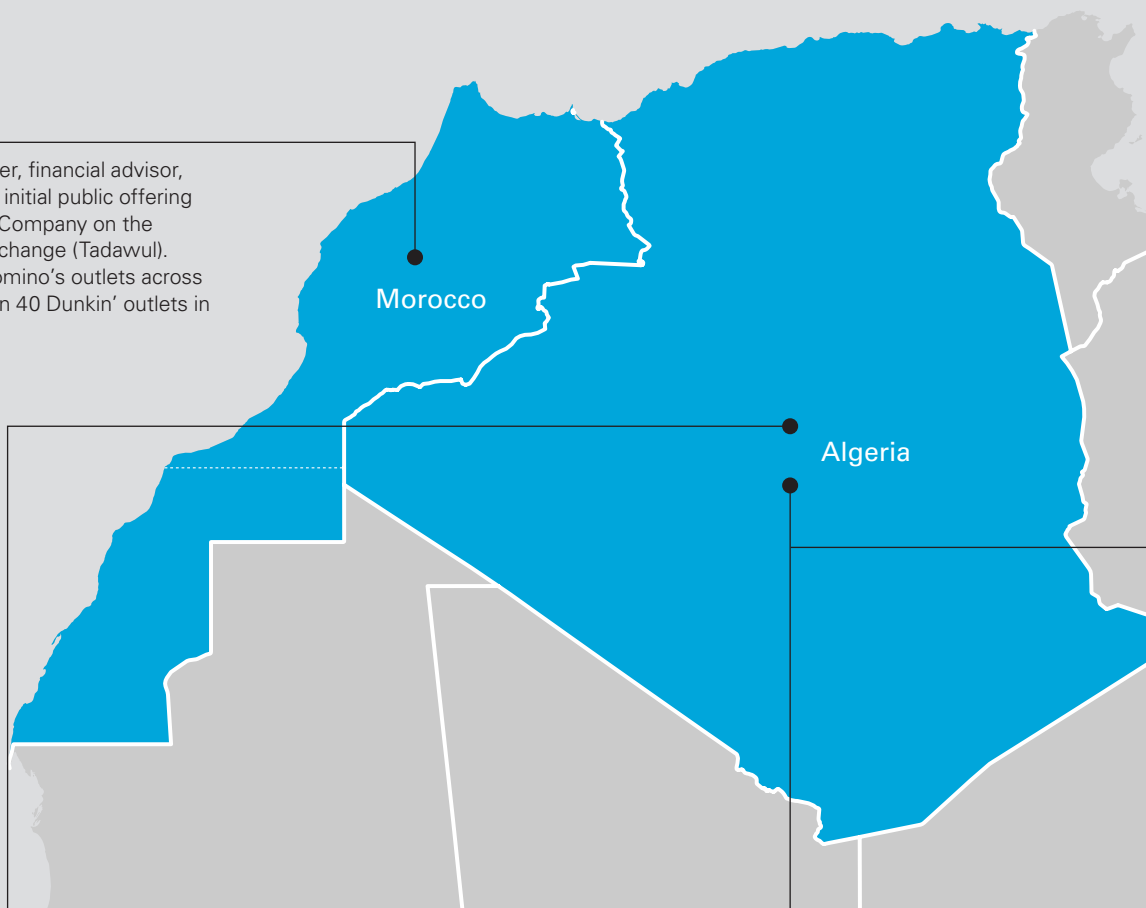 er, financial advisor,
initial public offering
Company on the
change (Tadawul).
omino's outlets across
n 40 Dunkin' outlets in
Morocco
Algeria